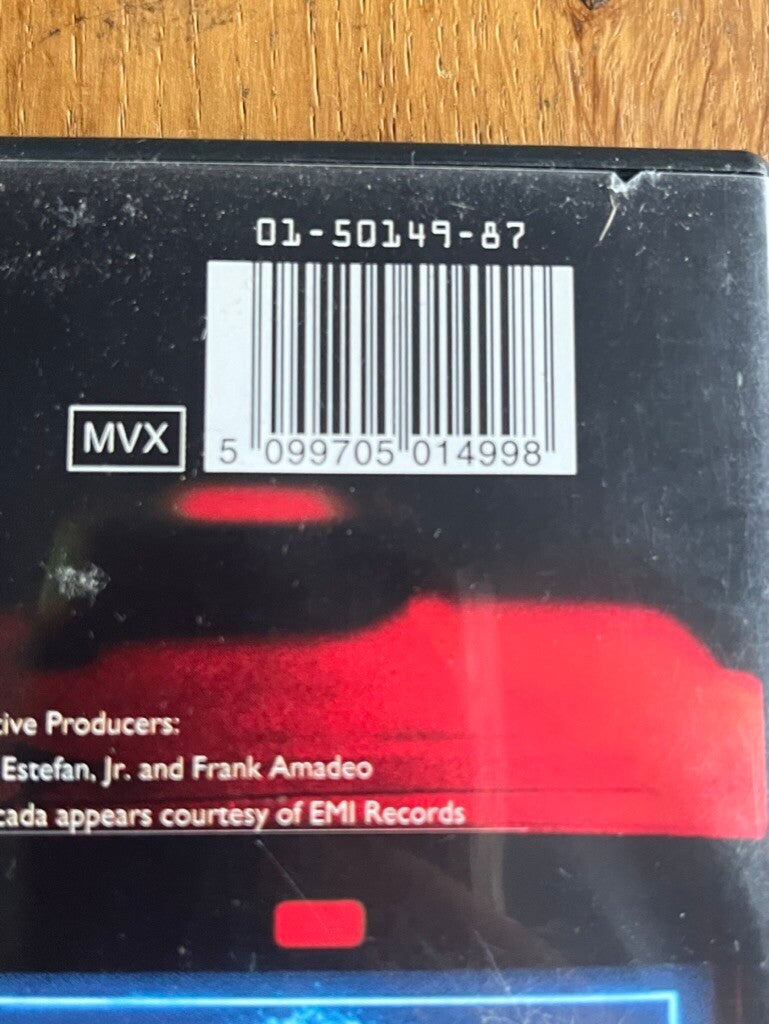 01-50149-87
MVX
5 099705 014998
tive Producers:
Estefan, Jr. and Frank Amadeo
cada appears courtesy of EMI Records